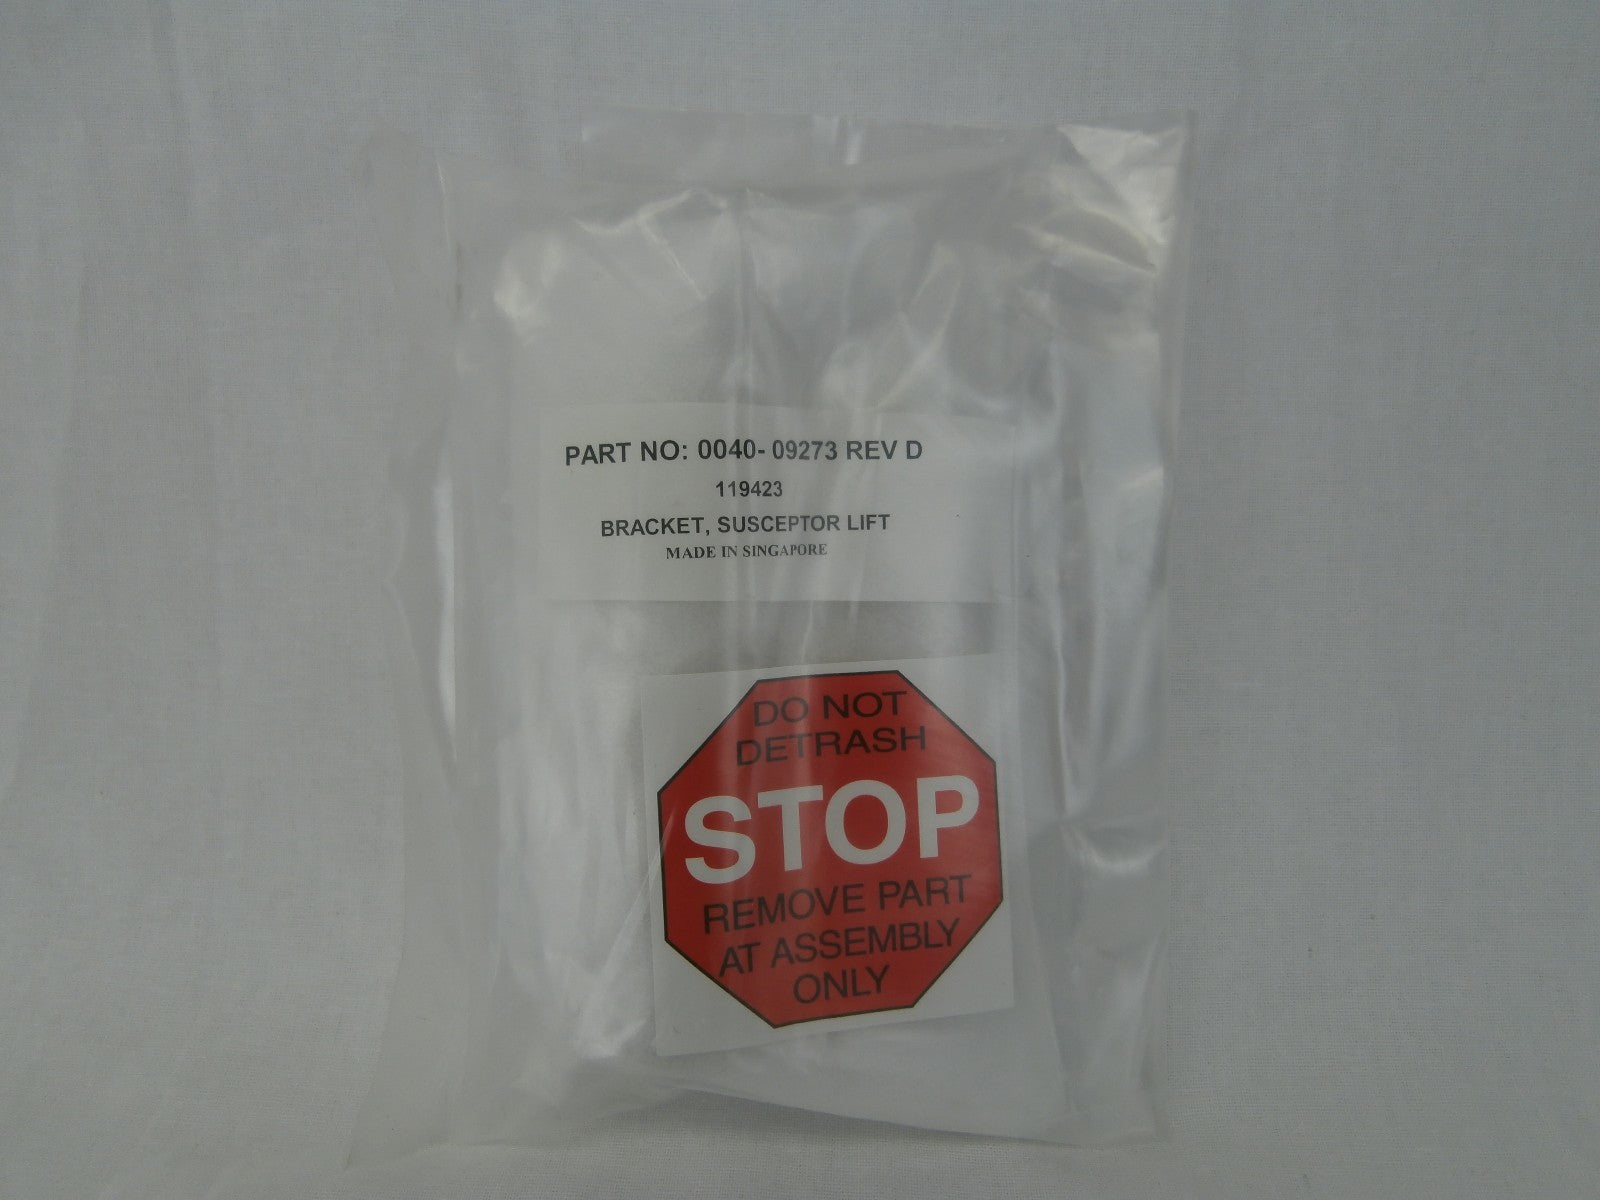 PART NO: 0040- 09273 REV D
119423
BRACKET, SUSCEPTOR LIFT
MADE IN SINGAPORE
DO NOT
DETRASH
STOP
REMOVE PART
AT ASSEMBLY
ONLY